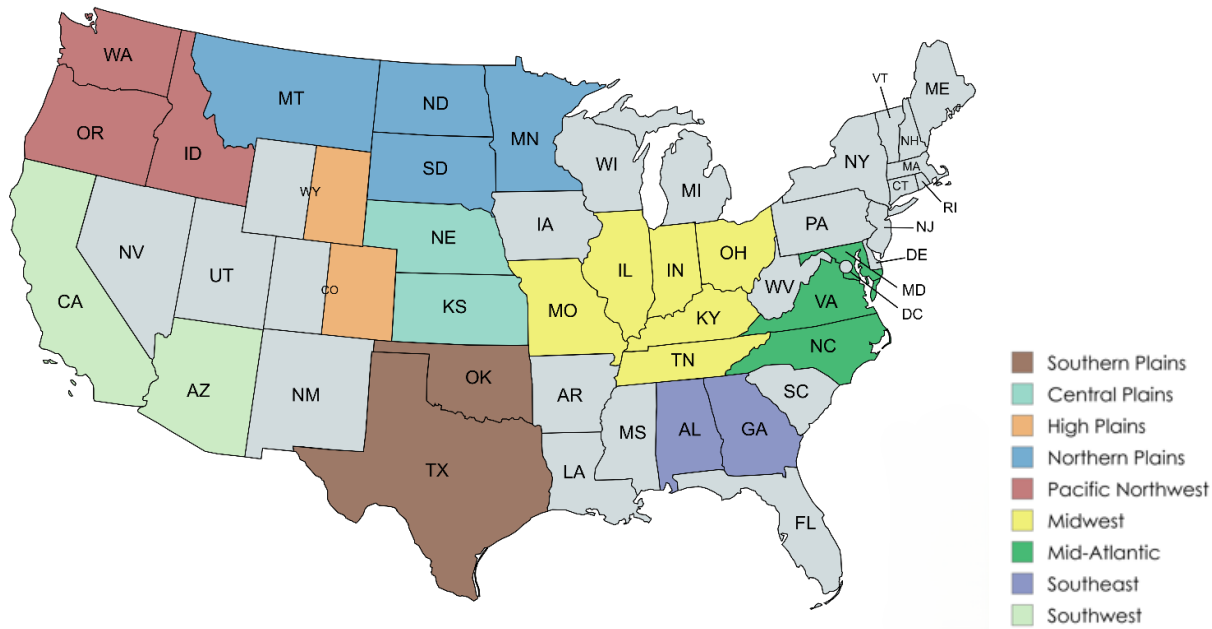 WA
MT
ND
MN
OR
ID
SD
WY
WI
MI
VT
ME
NH
NY
MA
CT
RI
NJ
PA
NE
IA
NV
UT
CO
CA
KS
IL
IN
OH
DE
MD
DC
WV
VA
MO
KY
NC
TN
AZ
NM
OK
AR
SC
MS
AL
GA
TX
LA
FL
Southern Plains
Central Plains
High Plains
Northern Plains
Pacific Northwest
Midwest
Mid-Atlantic
Southeast
Southwest